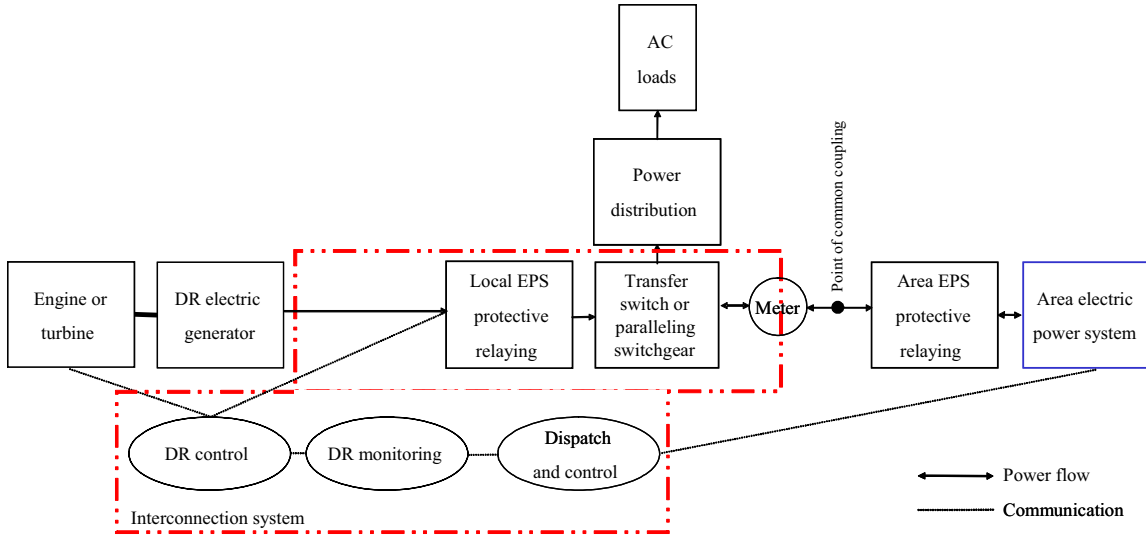 AC
loads
Point of common coupling
Power
distribution
Engine or
turbine
DR electric
generator
Local EPS
protective
relaying
Transfer
switch or
paralleling
switchgear
Meter
Area EPS
protective
relaying
Area electric
power system
DR control
DR monitoring
Dispatch
and control
Power flow
Communication
Interconnection system